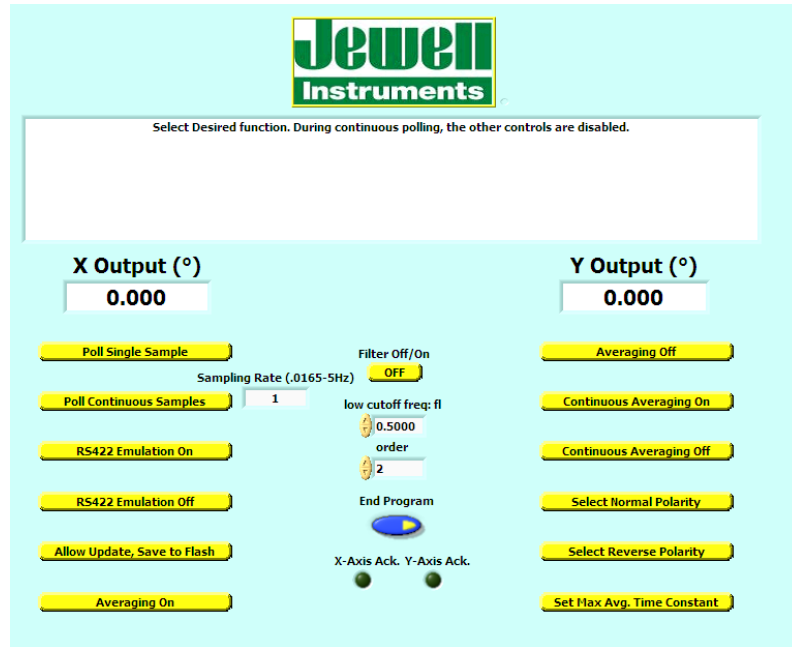 Jewell
Instruments
Select Desired function. During continuous polling, the other controls are disabled.
X Output (°)
0.000
Y Output (°)
0.000
Poll Single Sample
Filter Off/On
OFF
Averaging Off
Sampling Rate (.0165-5Hz)
1
Poll Continuous Samples
low cutoff freq: fl
0.5000
Continuous Averaging On
RS422 Emulation On
order
2
Continuous Averaging Off
RS422 Emulation Off
End Program
Select Normal Polarity
Allow Update, Save to Flash
X-Axis Ack. Y-Axis Ack.
Select Reverse Polarity
Averaging On
Set Max Avg. Time Constant